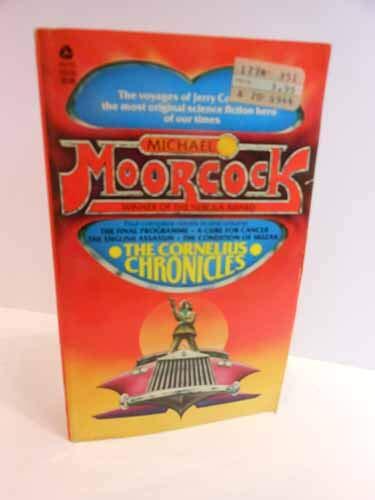 The voyages of Jerry
the most original science fiction hero
of our times
MICHAEL
MOORCOCK
WINNER OF THE NEBULA AWARD
Four complete novels in one volume
THE FINAL PROGRAMME • A CURE FOR CANCER
THE ENGLISH ASSASSIN • THE CONDITION OF MUZAK
THE CORNELIUS
CHRONICLES